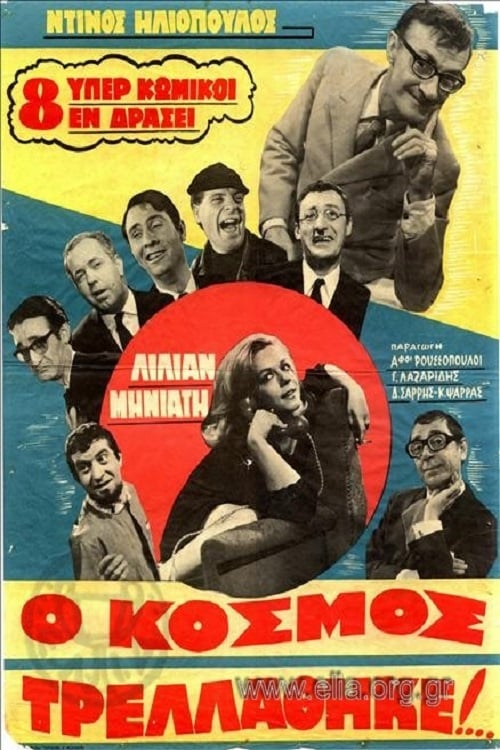 ΝΤΙΝΟΣ ΗΛΙΟΠΟΥΛΟΣ
8 ΥΠΕΡ ΚΩΜΙΚΟΙ
ΕΝ ΔΡΑΣΕΙ
ΛΙΛΙΑΝ
ΜΗΝΙΑΤΗ
ΠΑΡΑΓΩΓΗ
ΑΦΟΙ ΡΟΥΣΣΟΠΟΥΛΟΙ
Γ. ΛΑΖΑΡΙΔΗΣ
Δ. ΣΑΡΡΗΣ-Κ. ΨΑΡΡΑΣ
Ο ΚΟΣΜΟΣ
ΤΡΕΛΛΑΘΗΚΕ!...
www.elia.org.gr